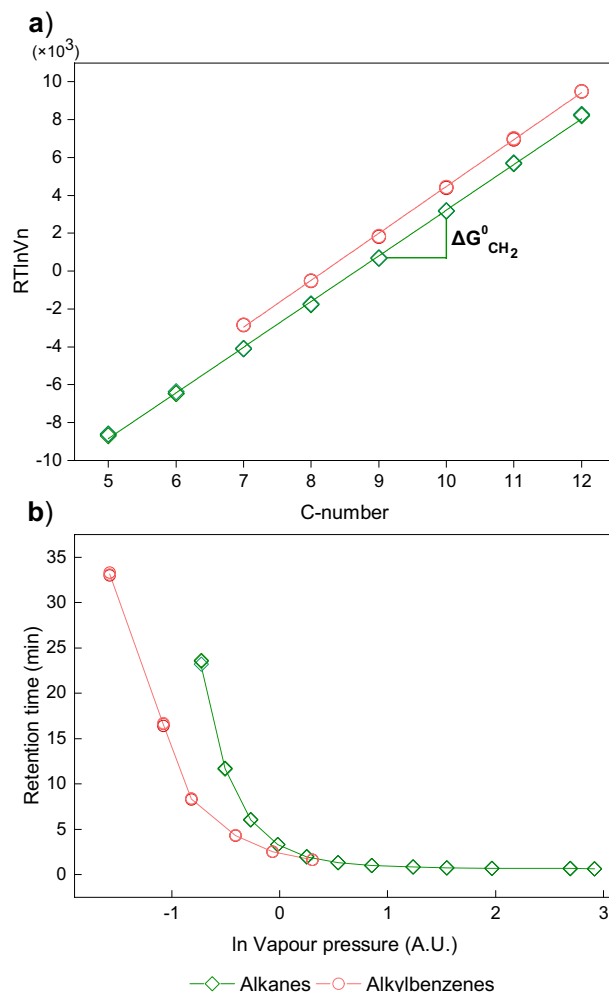 a)
(×10³)
10
8
6
4
2
0
-2
-4
-6
-8
-10
RTlnVn
ΔG⁰CH₂
5 6 7 8 9 10 11 12
C-number
b)
35
30
25
20
15
10
5
0
Retention time (min)
-1 0 1 2 3
ln Vapour pressure (A.U.)
Alkanes Alkylbenzenes